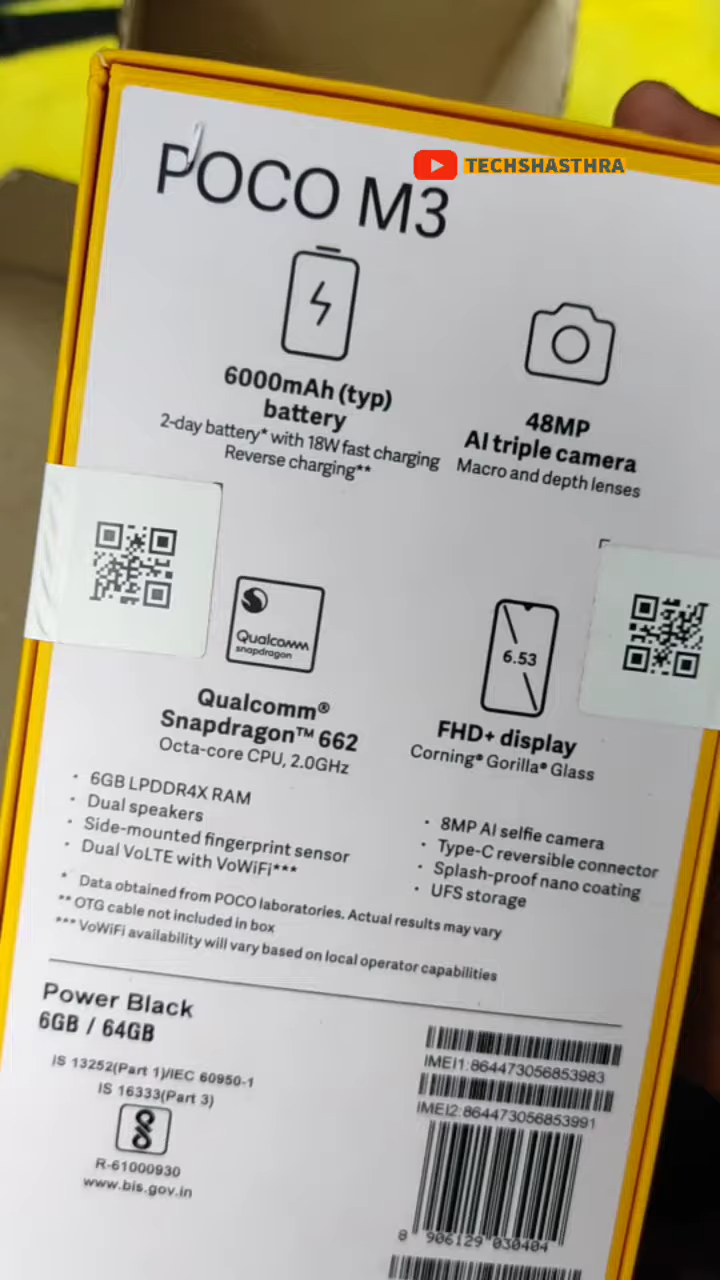 TECHSHASTHRA
POCO M3
6000mAh (typ)
battery
2-day battery* with 18W fast charging
Reverse charging**
48MP
AI triple camera
Macro and depth lenses
Qualcomm
snapdragon
Qualcomm®
Snapdragon™ 662
Octa-core CPU, 2.0GHz
6.53
FHD+ display
Corning® Gorilla® Glass
• 6GB LPDDR4X RAM
• Dual speakers
• Side-mounted fingerprint sensor
• Dual VoLTE with VoWiFi***
• 8MP AI selfie camera
• Type-C reversible connector
• Splash-proof nano coating
• UFS storage
* Data obtained from POCO laboratories. Actual results may vary
** OTG cable not included in box
*** VoWiFi availability will vary based on local operator capabilities
Power Black
6GB / 64GB
IS 13252(Part 1)/IEC 60950-1
IS 16333(Part 3)
R-61000930
www.bis.gov.in
IMEI1:864473056853983
IMEI2:864473056853991
8 906129 030404